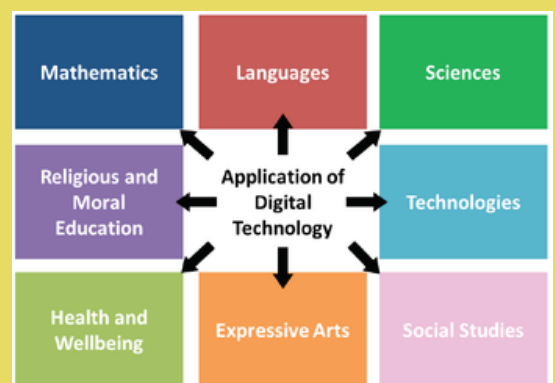 Mathematics
Languages
Sciences
Religious and
Moral
Education
Application of
Digital
Technology
Technologies
Health and
Wellbeing
Expressive Arts
Social Studies